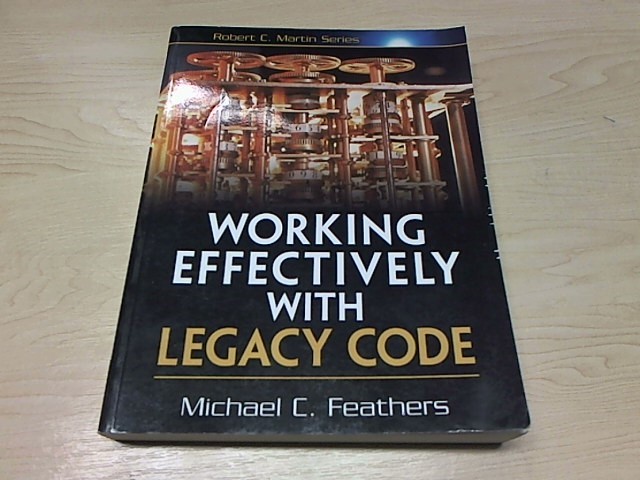 Robert C. Martin Series
WORKING
EFFECTIVELY
WITH
LEGACY CODE
Michael C. Feathers